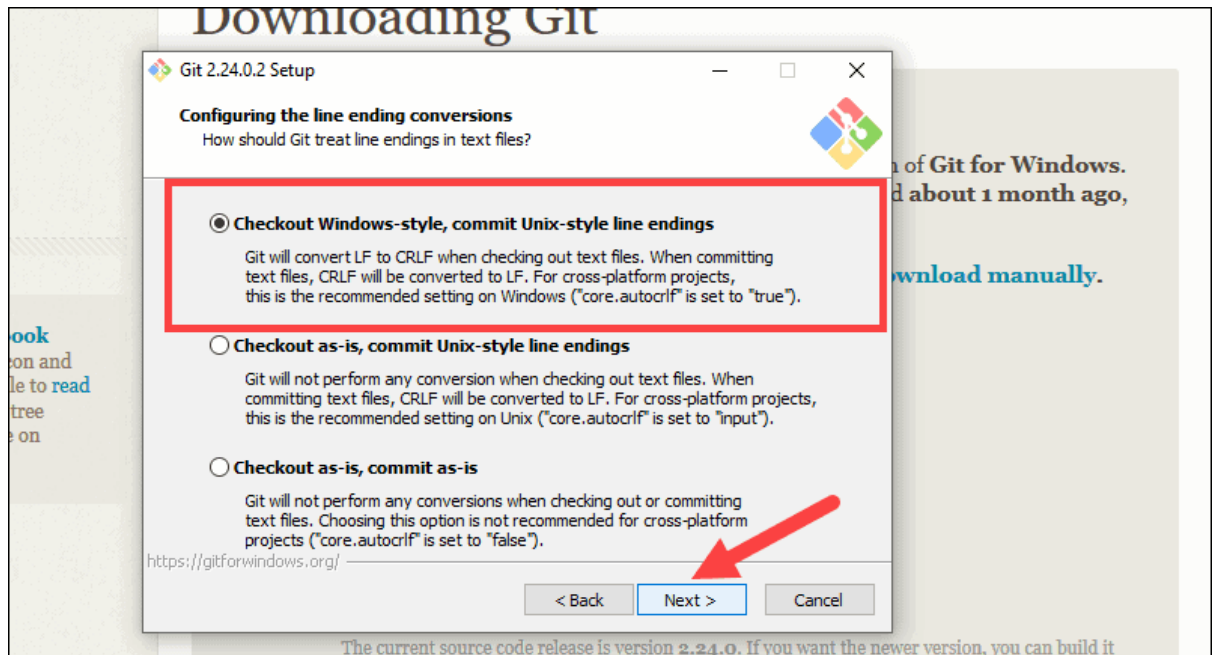 Downloading Git
Git 2.24.0.2 Setup
Configuring the line ending conversions
How should Git treat line endings in text files?
of Git for Windows.
about 1 month ago,
download manually.
Checkout Windows-style, commit Unix-style line endings
Git will convert LF to CRLF when checking out text files. When committing
text files, CRLF will be converted to LF. For cross-platform projects,
this is the recommended setting on Windows ("core.autocrlf" is set to "true").
Checkout as-is, commit Unix-style line endings
Git will not perform any conversion when checking out text files. When
committing text files, CRLF will be converted to LF. For cross-platform projects,
this is the recommended setting on Unix ("core.autocrlf" is set to "input").
Checkout as-is, commit as-is
Git will not perform any conversions when checking out or committing
text files. Choosing this option is not recommended for cross-platform
projects ("core.autocrlf" is set to "false").
https://gitforwindows.org/
< Back
Next >
Cancel
ook
eon and
le to read
tree
on
The current source code release is version 2.24.0. If you want the newer version, you can build it